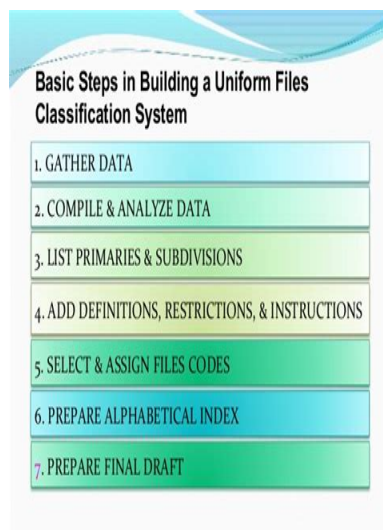 Basic Steps in Building a Uniform Files
Classification System
1. GATHER DATA
2. COMPILE & ANALYZE DATA
3. LIST PRIMARIES & SUBDIVISIONS
4. ADD DEFINITIONS, RESTRICTIONS, & INSTRUCTIONS
5. SELECT & ASSIGN FILES CODES
6. PREPARE ALPHABETICAL INDEX
7. PREPARE FINAL DRAFT